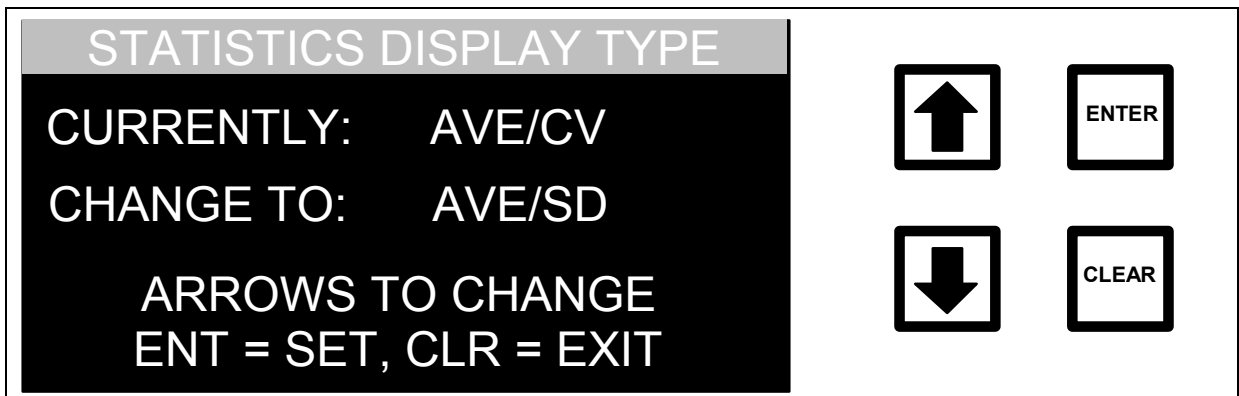 STATISTICS DISPLAY TYPE
CURRENTLY: AVE/CV
CHANGE TO: AVE/SD
ARROWS TO CHANGE
ENT = SET, CLR = EXIT
ENTER
CLEAR